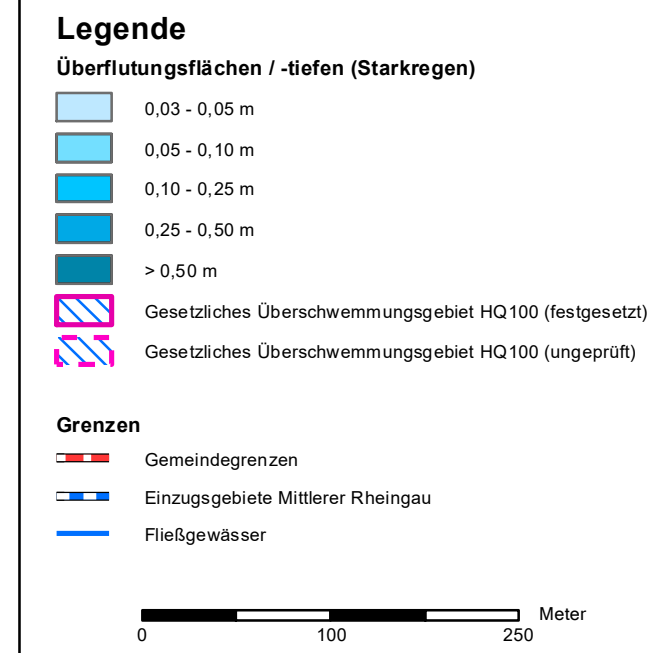 Legende
Überflutungsflächen / -tiefen (Starkregen)
0,03 - 0,05 m
0,05 - 0,10 m
0,10 - 0,25 m
0,25 - 0,50 m
> 0,50 m
Gesetzliches Überschwemmungsgebiet HQ100 (festgesetzt)
Gesetzliches Überschwemmungsgebiet HQ100 (ungeprüft)
Grenzen
Gemeindegrenzen
Einzugsgebiete Mittlerer Rheingau
Fließgewässer
Meter
0 100 250